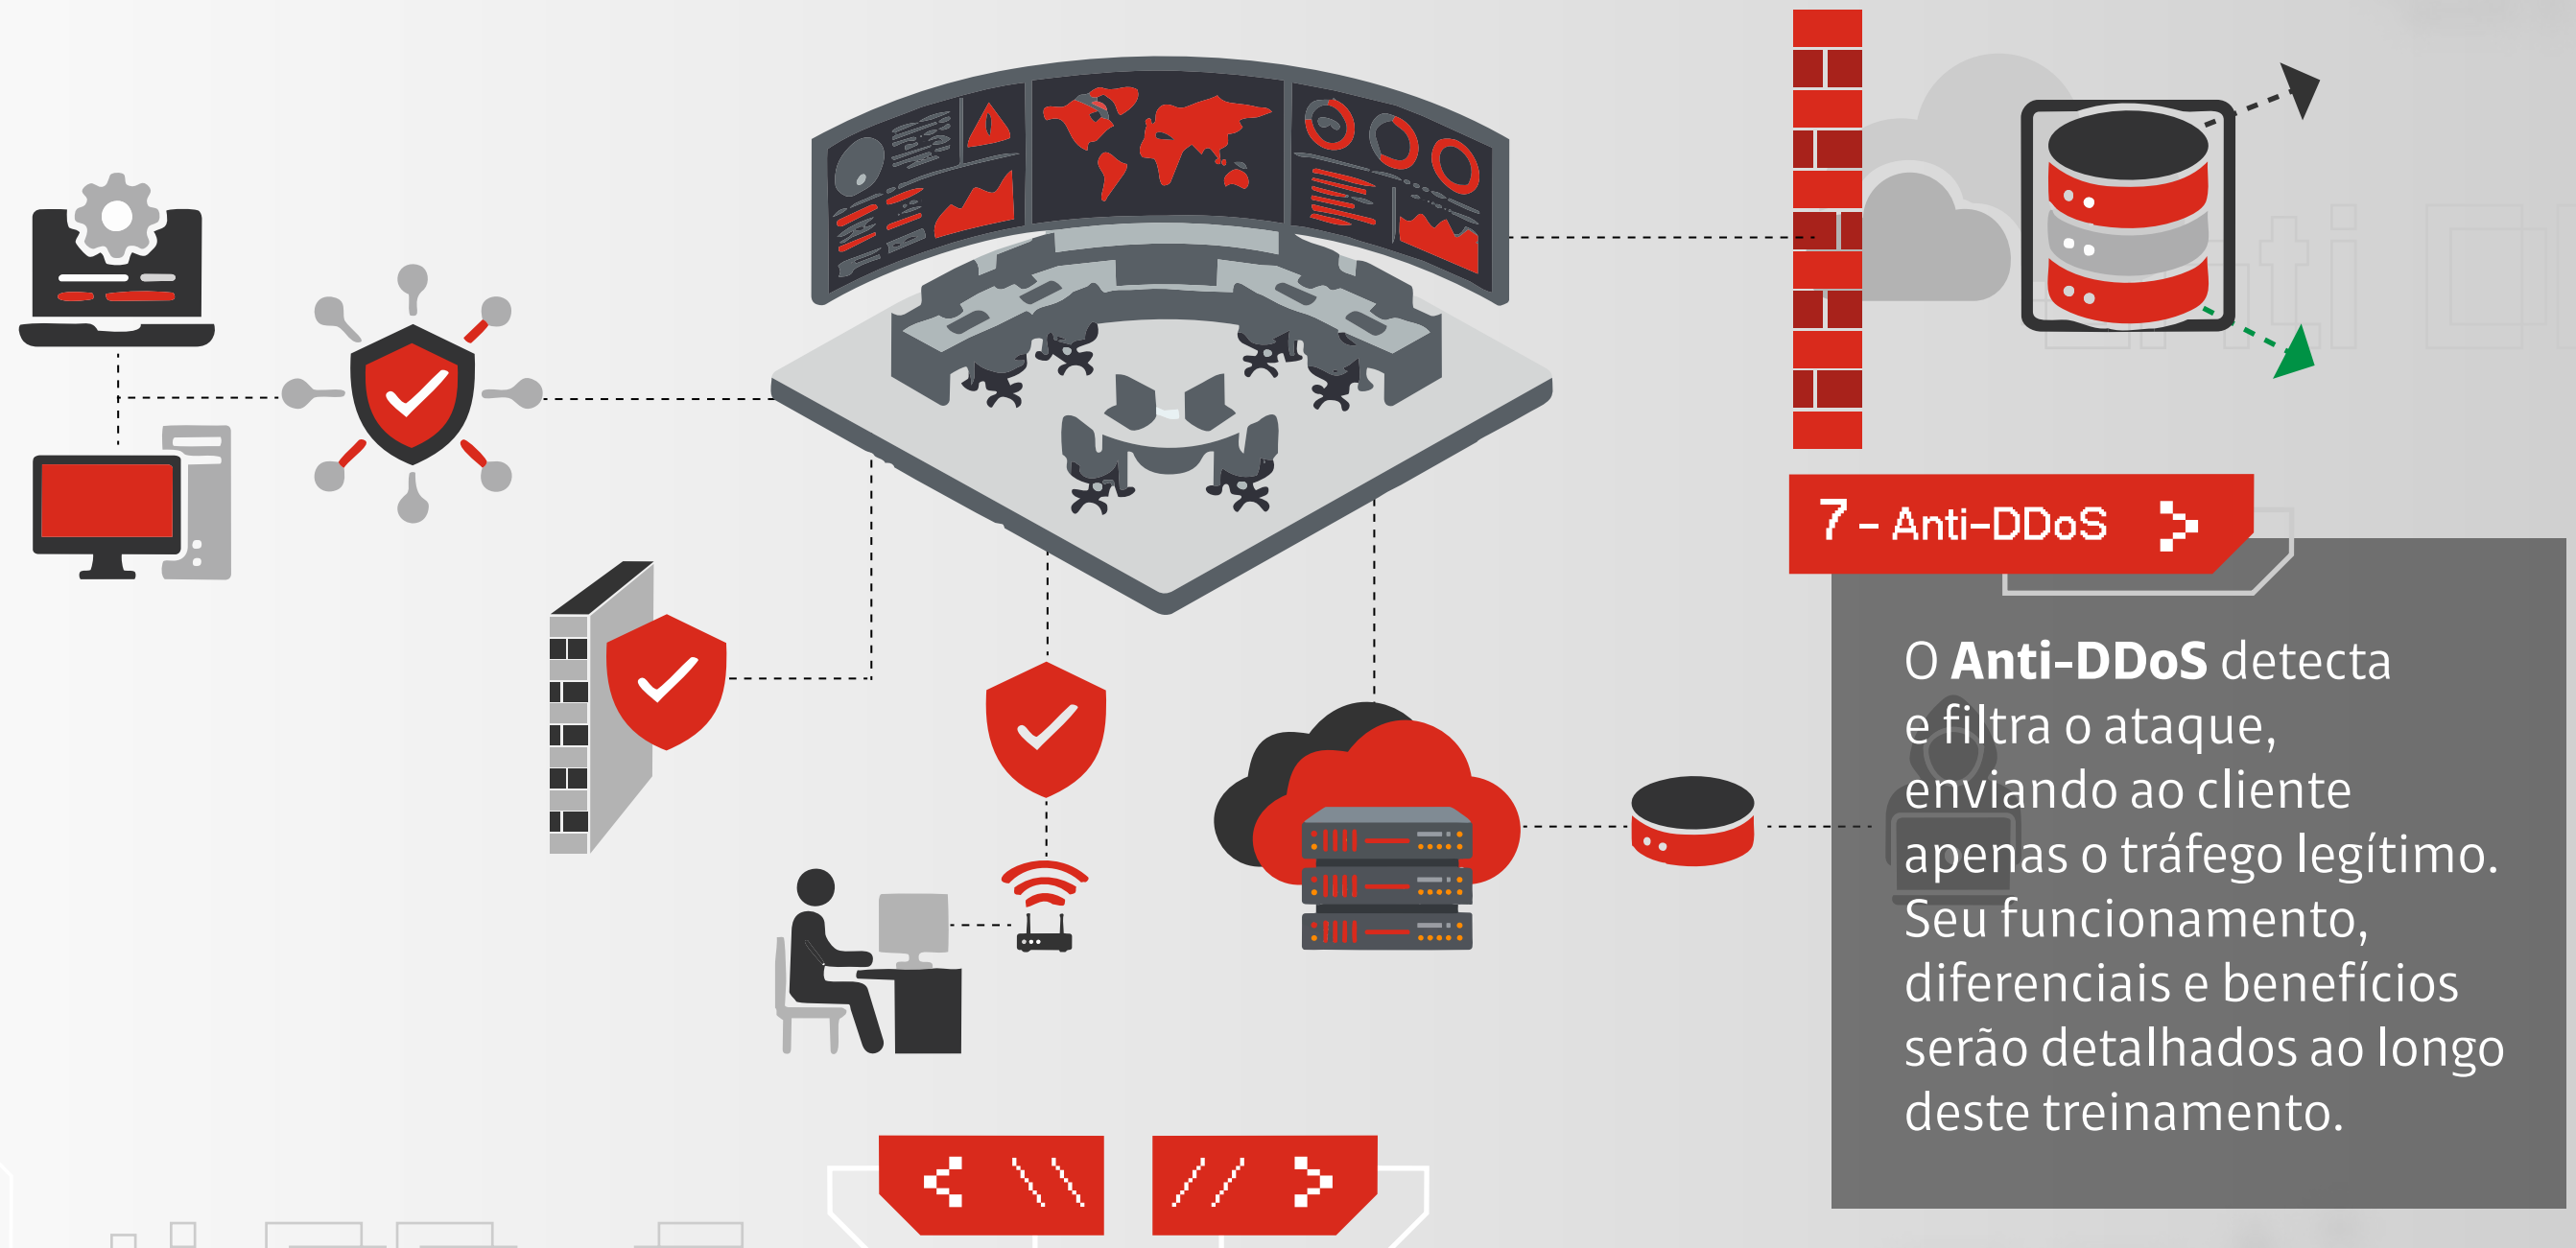 7 - Anti-DDoS >
O Anti-DDoS detecta
e filtra o ataque,
enviando ao cliente
apenas o tráfego legítimo.
Seu funcionamento,
diferenciais e benefícios
serão detalhados ao longo
deste treinamento.
< \\ // >